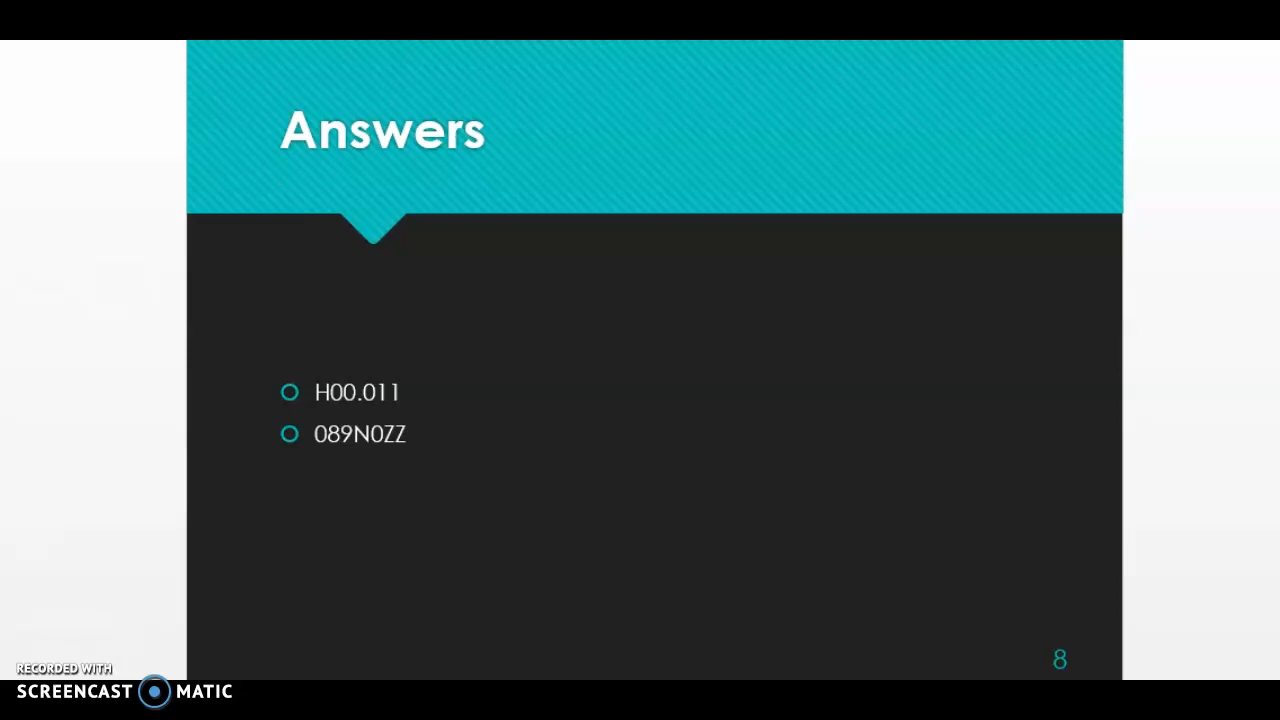 Answers
H00.011
089N0ZZ
8
RECORDED WITH
SCREENCAST MATIC